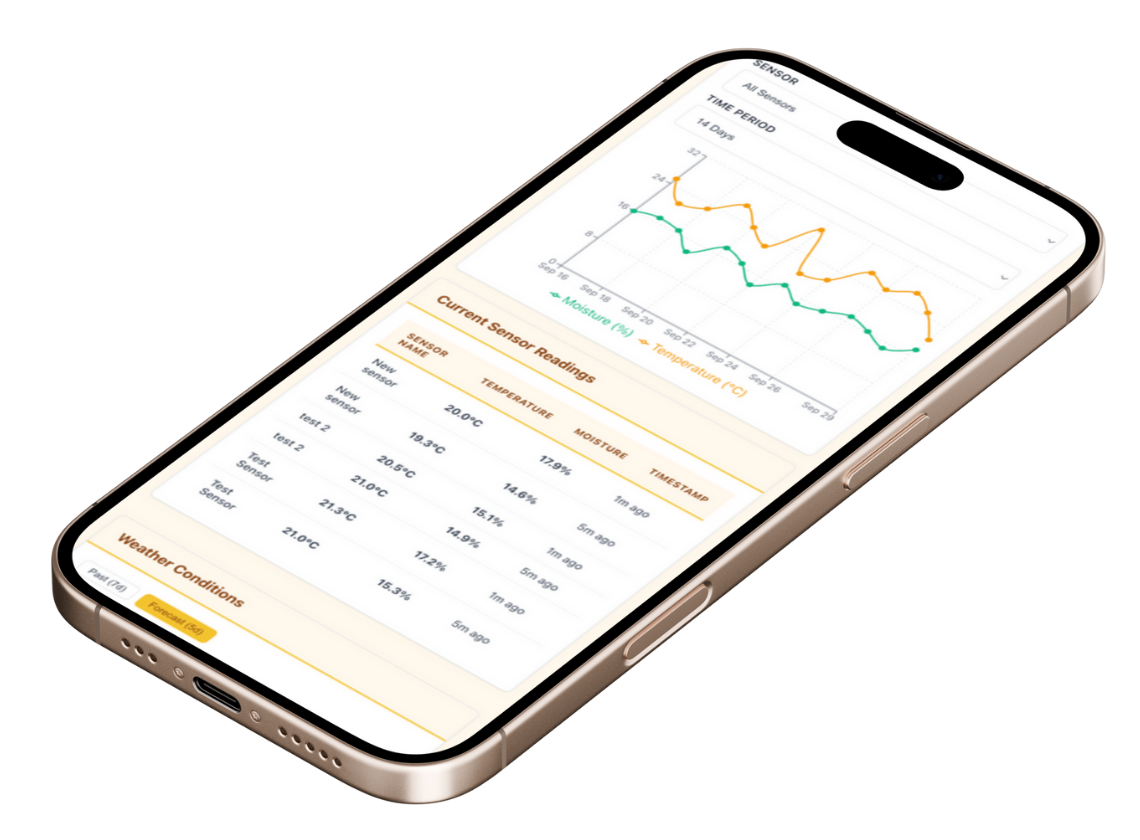 SENSOR
All Sensors
TIME PERIOD
14 Days
32
24
16
8
0
Sep 16 Sep 18 Sep 20 Sep 22 Sep 24 Sep 26 Sep 29
Moisture (%) Temperature (°C)
Current Sensor Readings
SENSOR NAME TEMPERATURE MOISTURE TIMESTAMP
New sensor 20.0°C 17.9% 1m ago
New sensor 19.3°C 14.6% 5m ago
test 2 20.5°C 15.1% 1m ago
test 2 21.0°C 14.9% 5m ago
Test Sensor 21.3°C 17.2% 1m ago
Test Sensor 21.0°C 15.3% 5m ago
Weather Conditions
Past (7d) Forecast (5d)